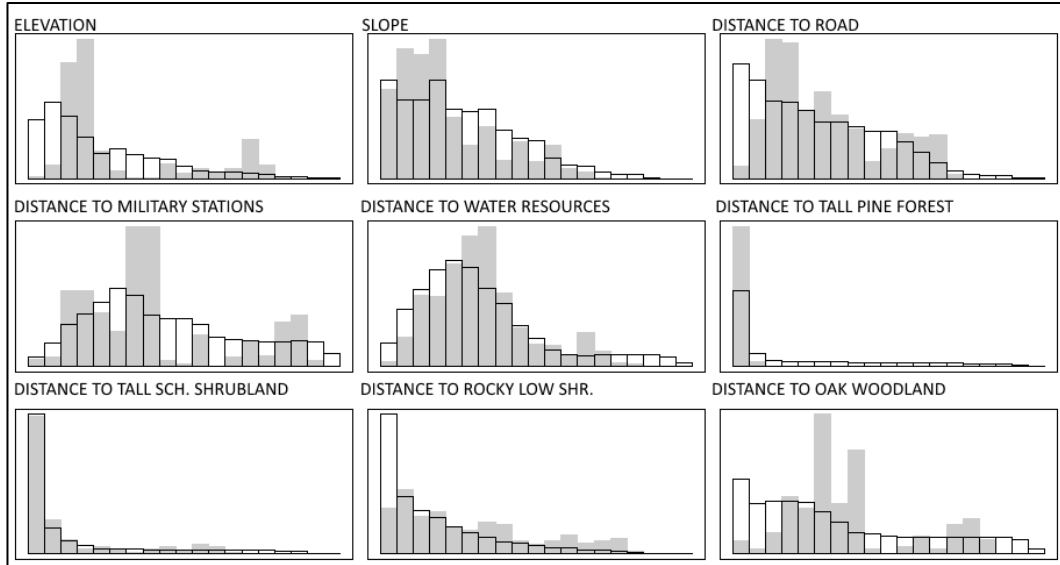 ELEVATION
SLOPE
DISTANCE TO ROAD
DISTANCE TO MILITARY STATIONS
DISTANCE TO WATER RESOURCES
DISTANCE TO TALL PINE FOREST
DISTANCE TO TALL SCH. SHRUBLAND
DISTANCE TO ROCKY LOW SHR.
DISTANCE TO OAK WOODLAND